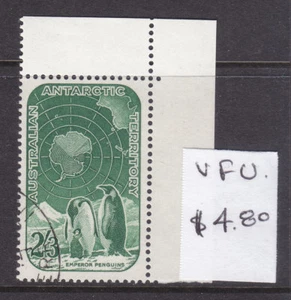 AUSTRALIAN
ANTARCTIC
TERRITORY
2/3
EMPEROR PENGUINS
VFU.
$4.80